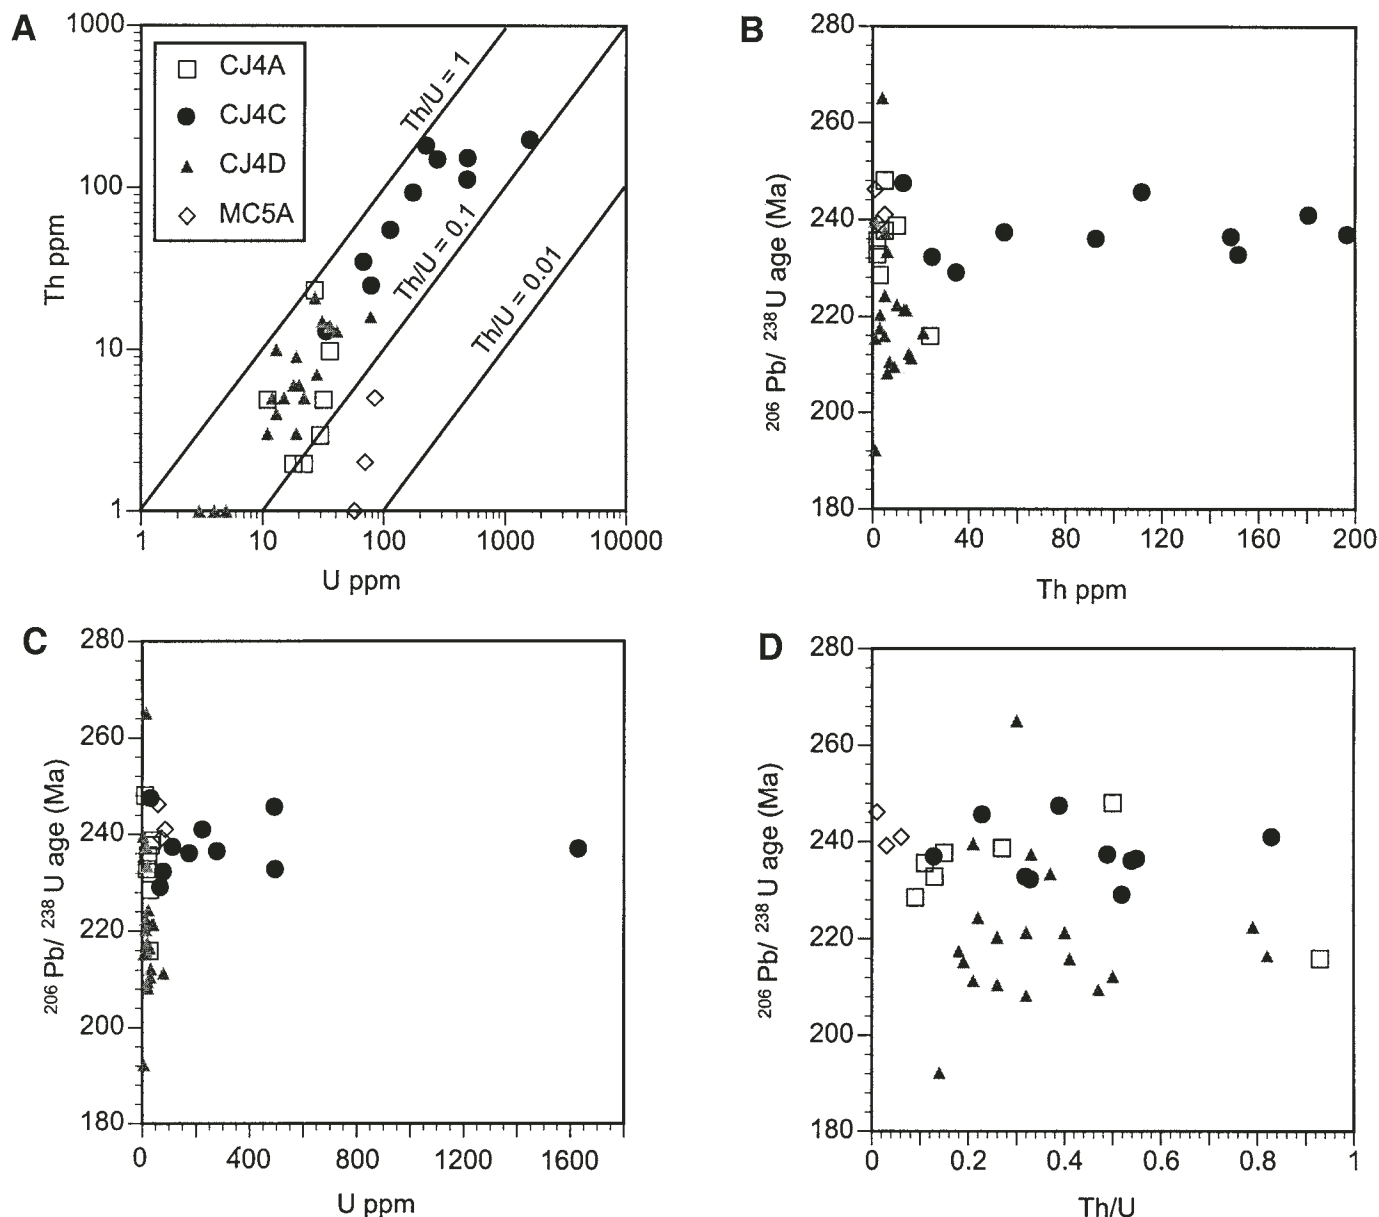 A
1000
100
10
1
Th ppm
CJ4A
CJ4C
CJ4D
MC5A
Th/U = 1
Th/U = 0.1
Th/U = 0.01
1 10 100 1000 10000
U ppm
B
280
260
240
220
200
180
206 Pb/ 238 U age (Ma)
0 40 80 120 160 200
Th ppm
C
280
260
240
220
200
180
206 Pb/ 238 U age (Ma)
0 400 800 1200 1600
U ppm
D
280
260
240
220
200
180
206 Pb/ 238 U age (Ma)
0 0.2 0.4 0.6 0.8 1
Th/U